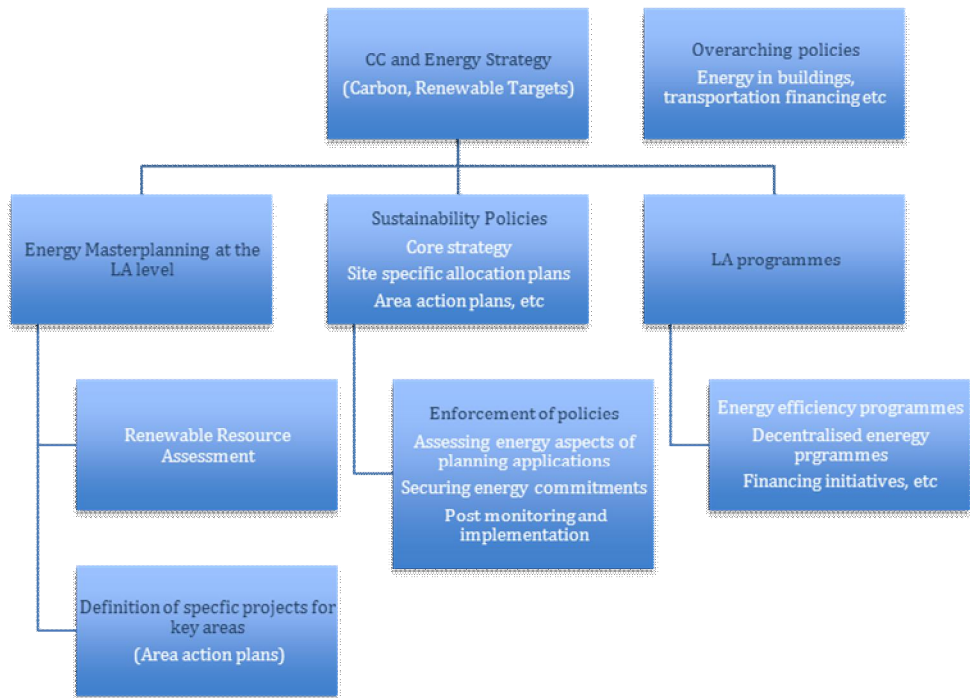 CC and Energy Strategy
(Carbon, Renewable Targets)
Overarching policies
Energy in buildings,
transportation financing etc
Energy Masterplanning at the
LA level
Sustainability Policies
Core strategy
Site specific allocation plans
Area action plans, etc
LA programmes
Renewable Resource
Assessment
Enforcement of policies
Assessing energy aspects of
planning applications
Securing energy commitments
Post monitoring and
implementation
Energy efficiency programmes
Decentralised eneregy
prgrammes
Financing initiatives, etc
Definition of specfic projects for
key areas
(Area action plans)